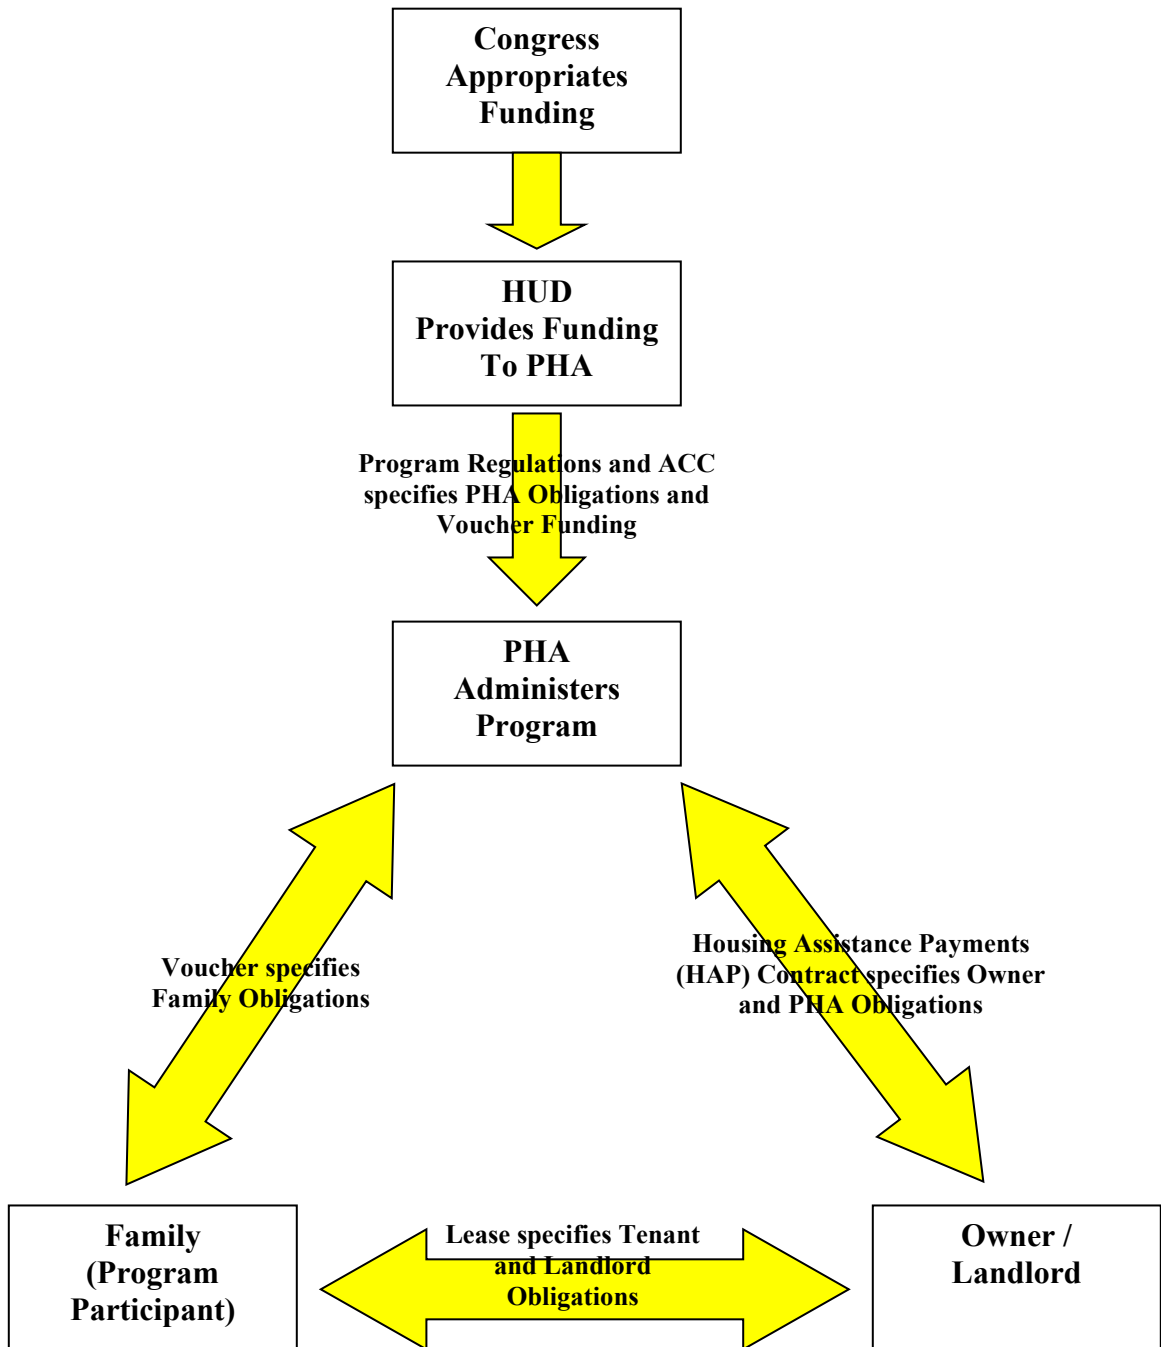 Congress
Appropriates
Funding
HUD
Provides Funding
To PHA
Program Regulations and ACC
specifies PHA Obligations and
Voucher Funding
PHA
Administers
Program
Voucher specifies
Family Obligations
Housing Assistance Payments
(HAP) Contract specifies Owner
and PHA Obligations
Family
(Program
Participant)
Lease specifies Tenant
and Landlord
Obligations
Owner /
Landlord